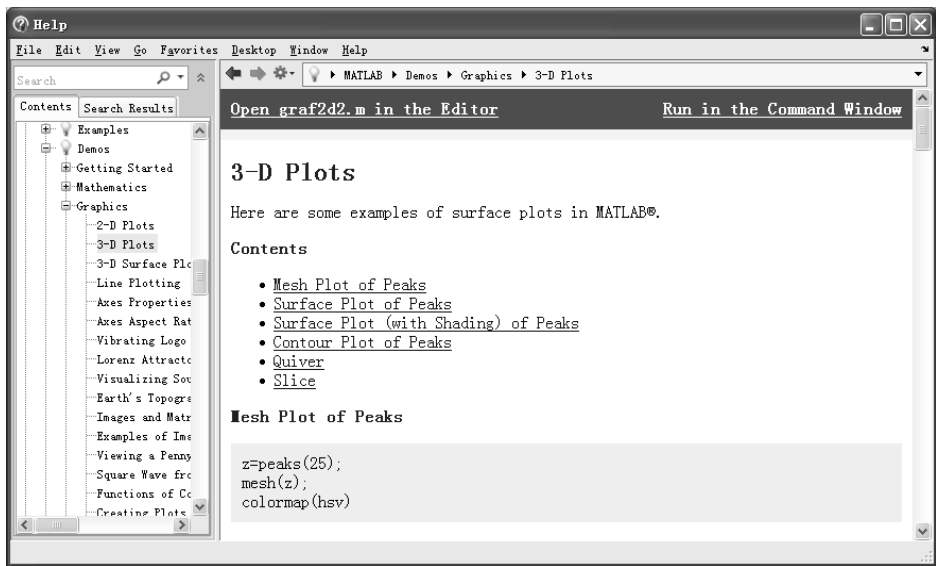 Help
File Edit View Go Favorites Desktop Window Help
Search
MATLAB Demos Graphics 3-D Plots
Contents Search Results
Examples
Demos
Getting Started
Mathematics
Graphics
2-D Plots
3-D Plots
3-D Surface Plo
Line Plotting
Axes Properties
Axes Aspect Rat
Vibrating Logo
Lorenz Attracto
Visualizing Sou
Earth's Topogra
Images and Matr
Examples of Ima
Viewing a Penny
Square Wave fro
Functions of Co
Creating Plots
Open graf2d2.m in the Editor Run in the Command Window
3-D Plots
Here are some examples of surface plots in MATLAB®.
Contents
• Mesh Plot of Peaks
• Surface Plot of Peaks
• Surface Plot (with Shading) of Peaks
• Contour Plot of Peaks
• Quiver
• Slice
Mesh Plot of Peaks
z=peaks(25);
mesh(z);
colormap(hsv)